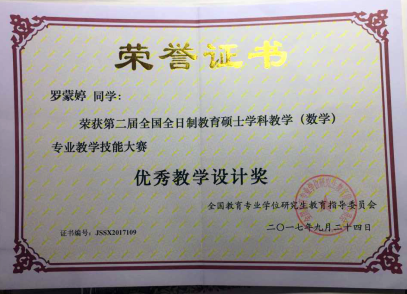 荣誉证书
罗蒙婷 同学：
荣获第二届全国全日制教育硕士学科教学（数学）
专业教学技能大赛
优秀教学设计奖
全国教育专业学位研究生教育指导委员会
二〇一七年九月二十四日
证书编号：JSSX2017109